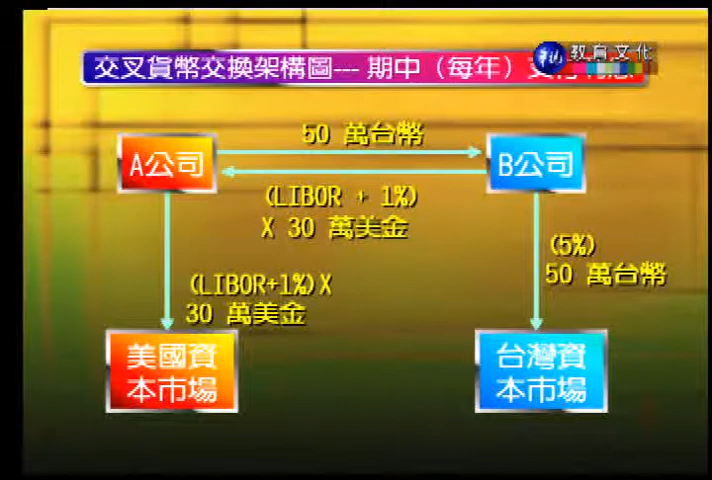 交叉貨幣交換架構圖---期中（每年）
教育文化
50 萬台幣
A公司
B公司
(LIBOR + 1%)
X 30 萬美金
(5%)
50 萬台幣
(LIBOR+1%)X
30 萬美金
美國資
本市場
台灣資
本市場